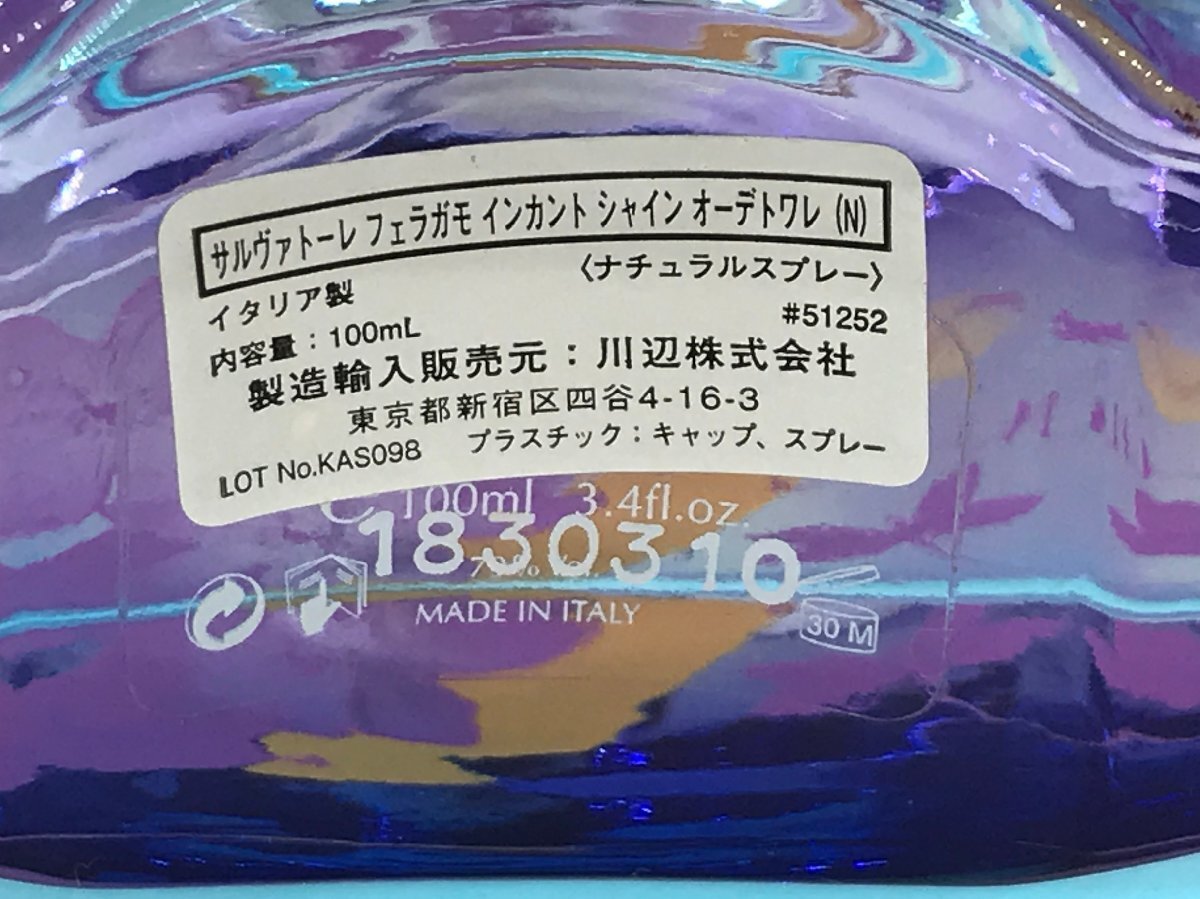 サルヴァトーレ フェラガモ インカント シャイン オーデトワレ (N)
〈ナチュラルスプレー〉
イタリア製
#51252
内容量：100mL
製造輸入販売元：川辺株式会社
東京都新宿区四谷4-16-3
LOT No.KAS098 プラスチック：キャップ、スプレー
100ml 3.4fl.oz.
18303310
MADE IN ITALY
30 M